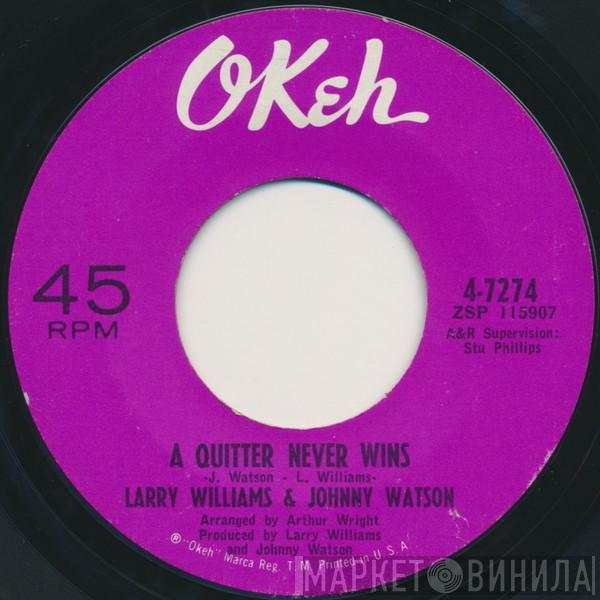 OKeh
45
RPM
4-7274
ZSP 115907
A&R Supervision:
Stu Phillips
A QUITTER NEVER WINS
-J. Watson - L. Williams-
LARRY WILLIAMS & JOHNNY WATSON
Arranged by Arthur Wright
Produced by Larry Williams
and Johnny Watson
® "Okeh" Marca Reg. T.M. Printed in U.S.A
МАРКЕТ ВИНИЛА